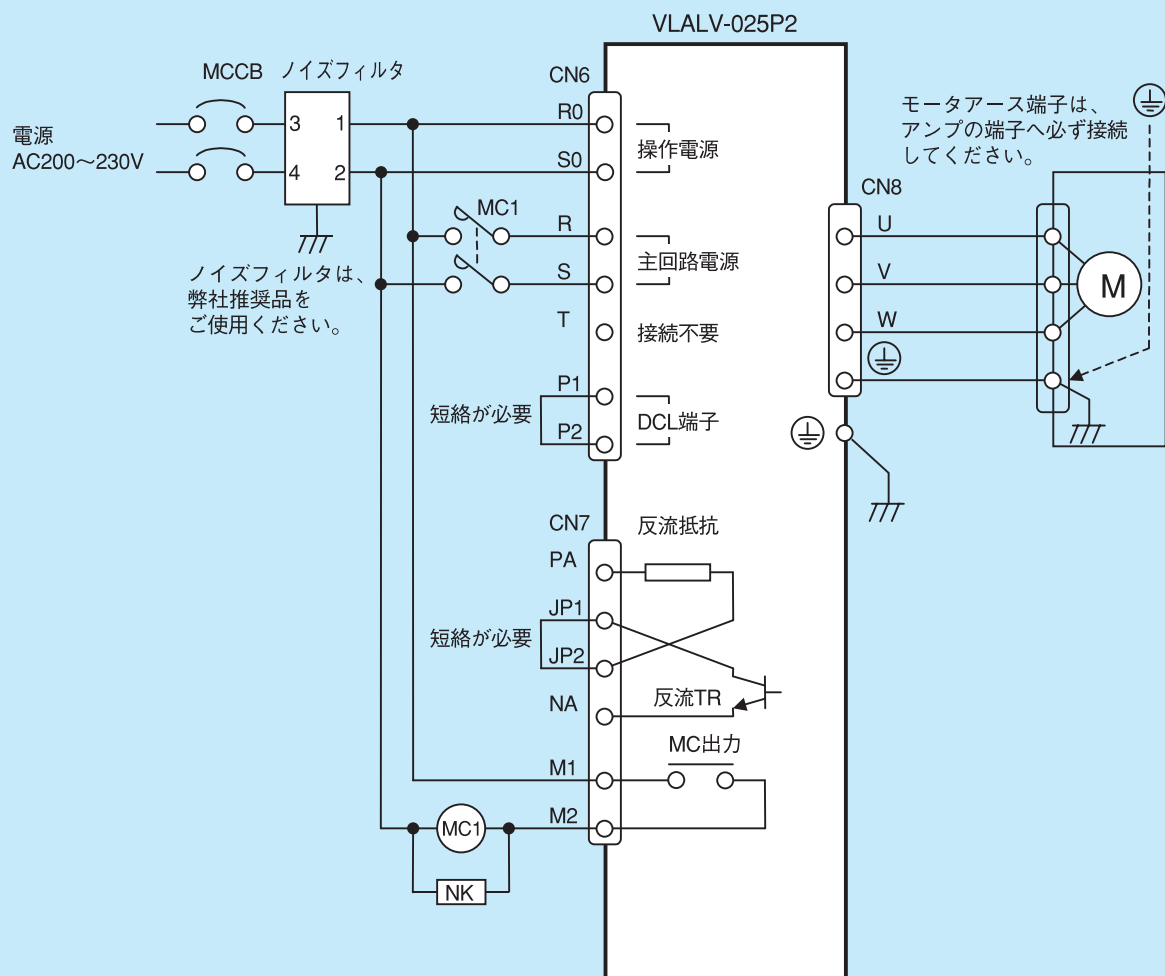 VLALV-025P2
MCCB
ノイズフィルタ
電源
AC200～230V
3
1
4
2
ノイズフィルタは、
弊社推奨品を
ご使用ください。
MC1
CN6
R0
S0
操作電源
R
S
主回路電源
T
接続不要
P1
P2
短絡が必要
DCL端子
CN8
U
V
W
M
モータアース端子は、
アンプの端子へ必ず接続
してください。
CN7
反流抵抗
PA
JP1
JP2
短絡が必要
NA
反流TR
MC出力
M1
M2
MC1
NK